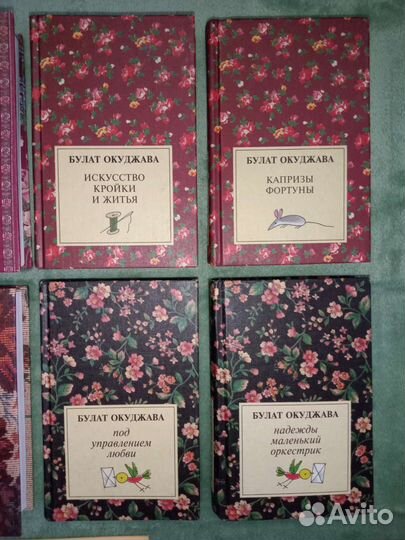 БУЛАТ ОКУДЖАВА
ИСКУССТВО
КРОЙКИ
И ЖИТЬЯ
БУЛАТ ОКУДЖАВА
КАПРИЗЫ
ФОРТУНЫ
БУЛАТ ОКУДЖАВА
под
управлением
любви
БУЛАТ ОКУДЖАВА
надежды
маленький
оркестрик
Avito